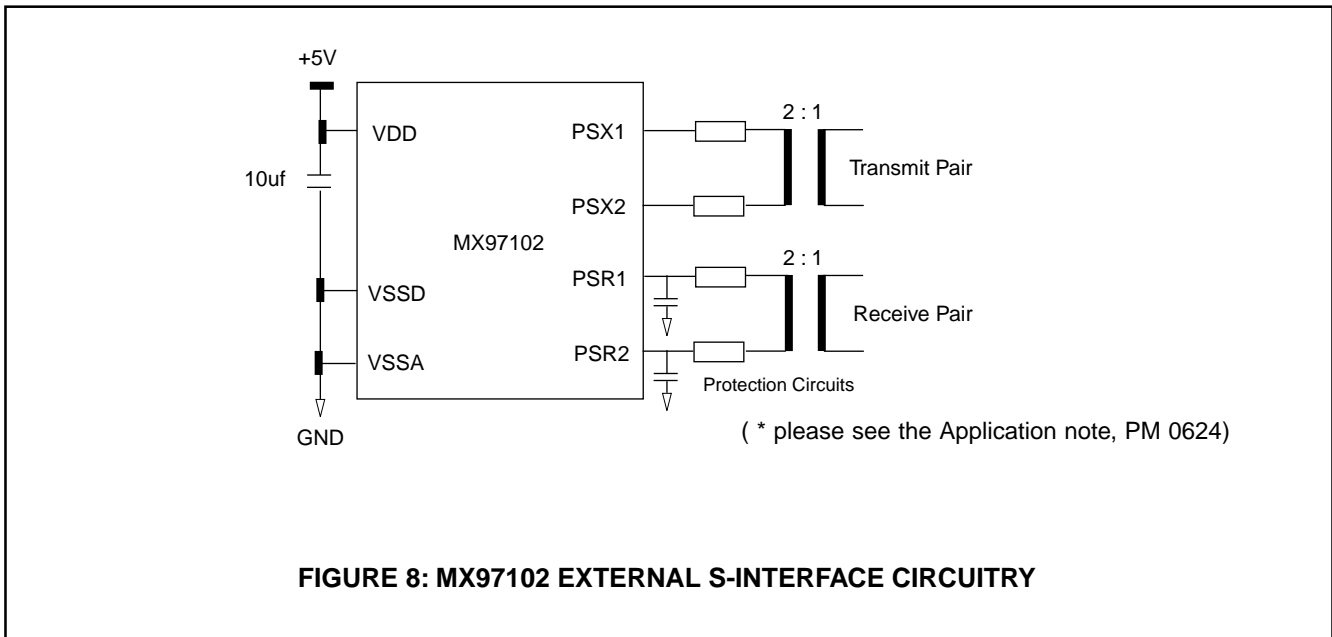 +5V
VDD
10uf
VSSD
VSSA
GND
MX97102
PSX1
PSX2
PSR1
PSR2
2 : 1
Transmit Pair
2 : 1
Receive Pair
Protection Circuits
( * please see the Application note, PM 0624)
FIGURE 8: MX97102 EXTERNAL S-INTERFACE CIRCUITRY